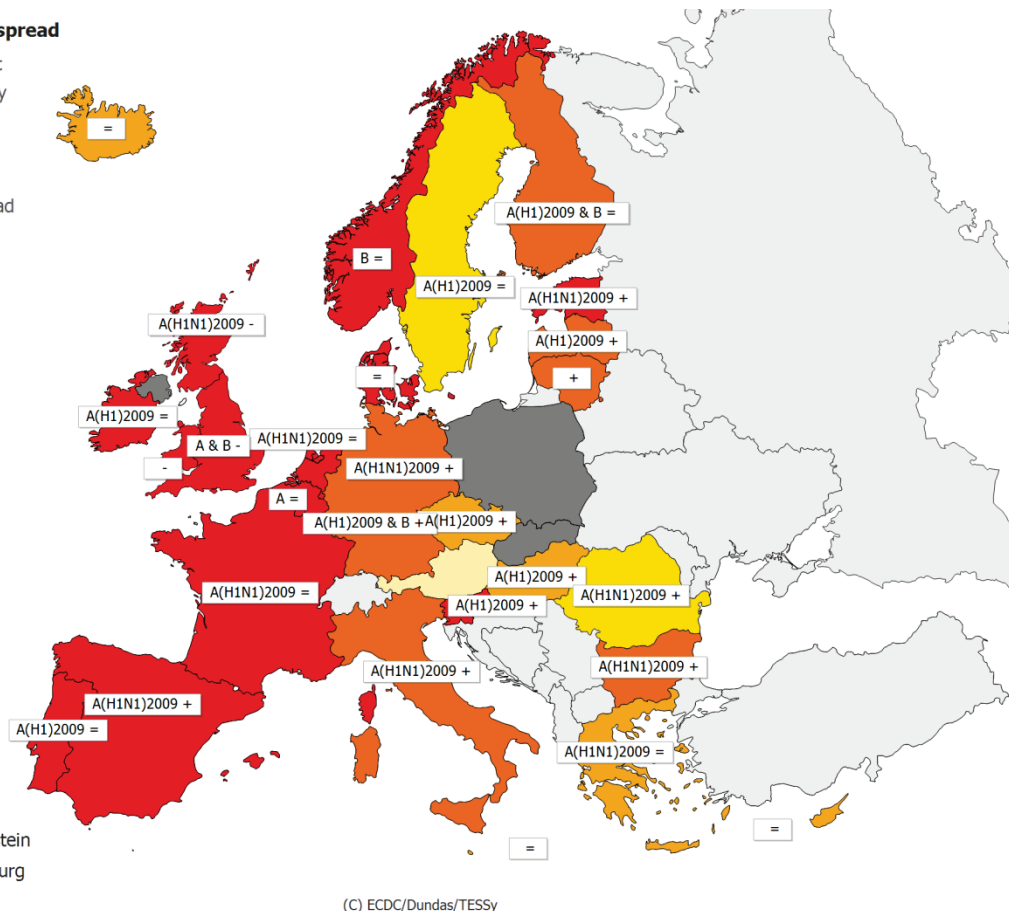 spread
=
A(H1)2009 & B =
B =
A(H1)2009 =
A(H1N1)2009 +
A(H1N1)2009 -
A(H1)2009 +
=
+
A(H1)2009 =
A & B -
A(H1N1)2009 =
-
A(H1N1)2009 +
A =
A(H1)2009 & B +
A(H1)2009 +
A(H1)2009 +
A(H1N1)2009 =
A(H1N1)2009 +
A(H1)2009 +
A(H1N1)2009 +
A(H1N1)2009 +
A(H1N1)2009 +
A(H1)2009 =
A(H1N1)2009 =
=
=
tein
urg
(C) ECDC/Dundas/TESSy